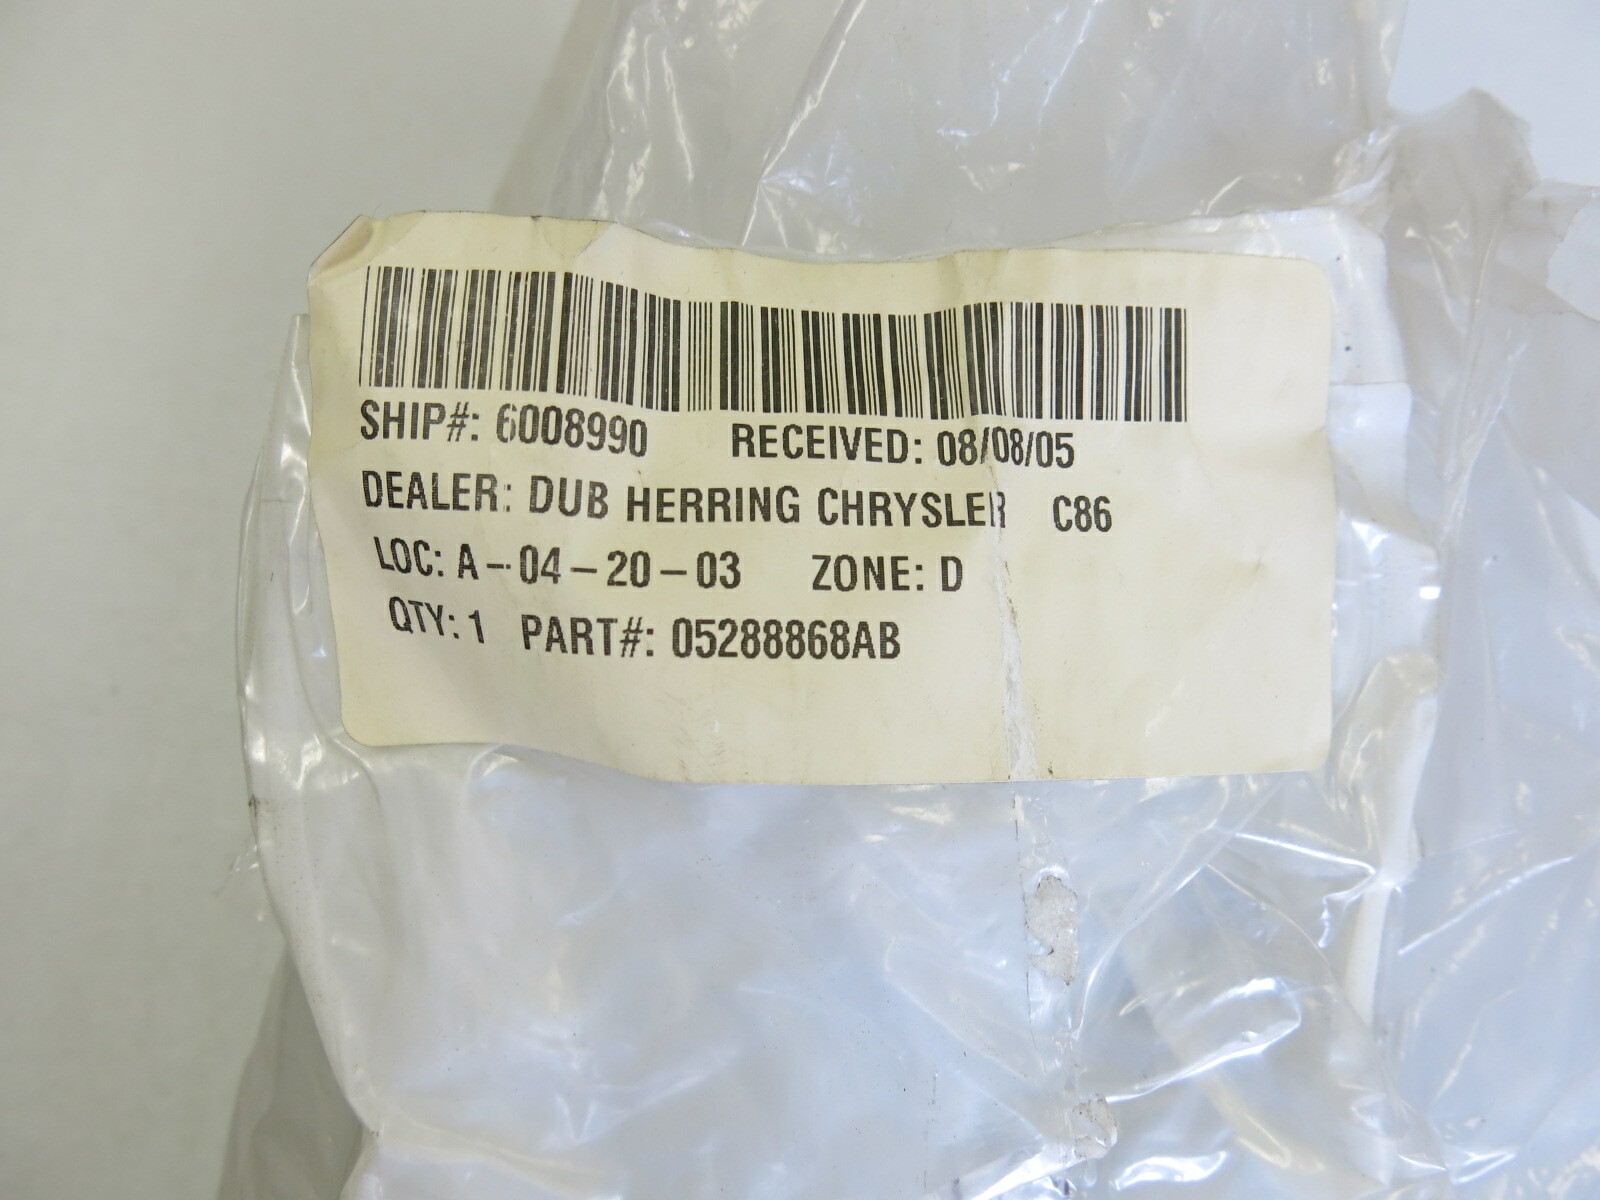 SHIP#: 6008990 RECEIVED: 08/08/05
DEALER: DUB HERRING CHRYSLER C86
LOC: A-04-20-03 ZONE: D
QTY: 1 PART#: 05288868AB